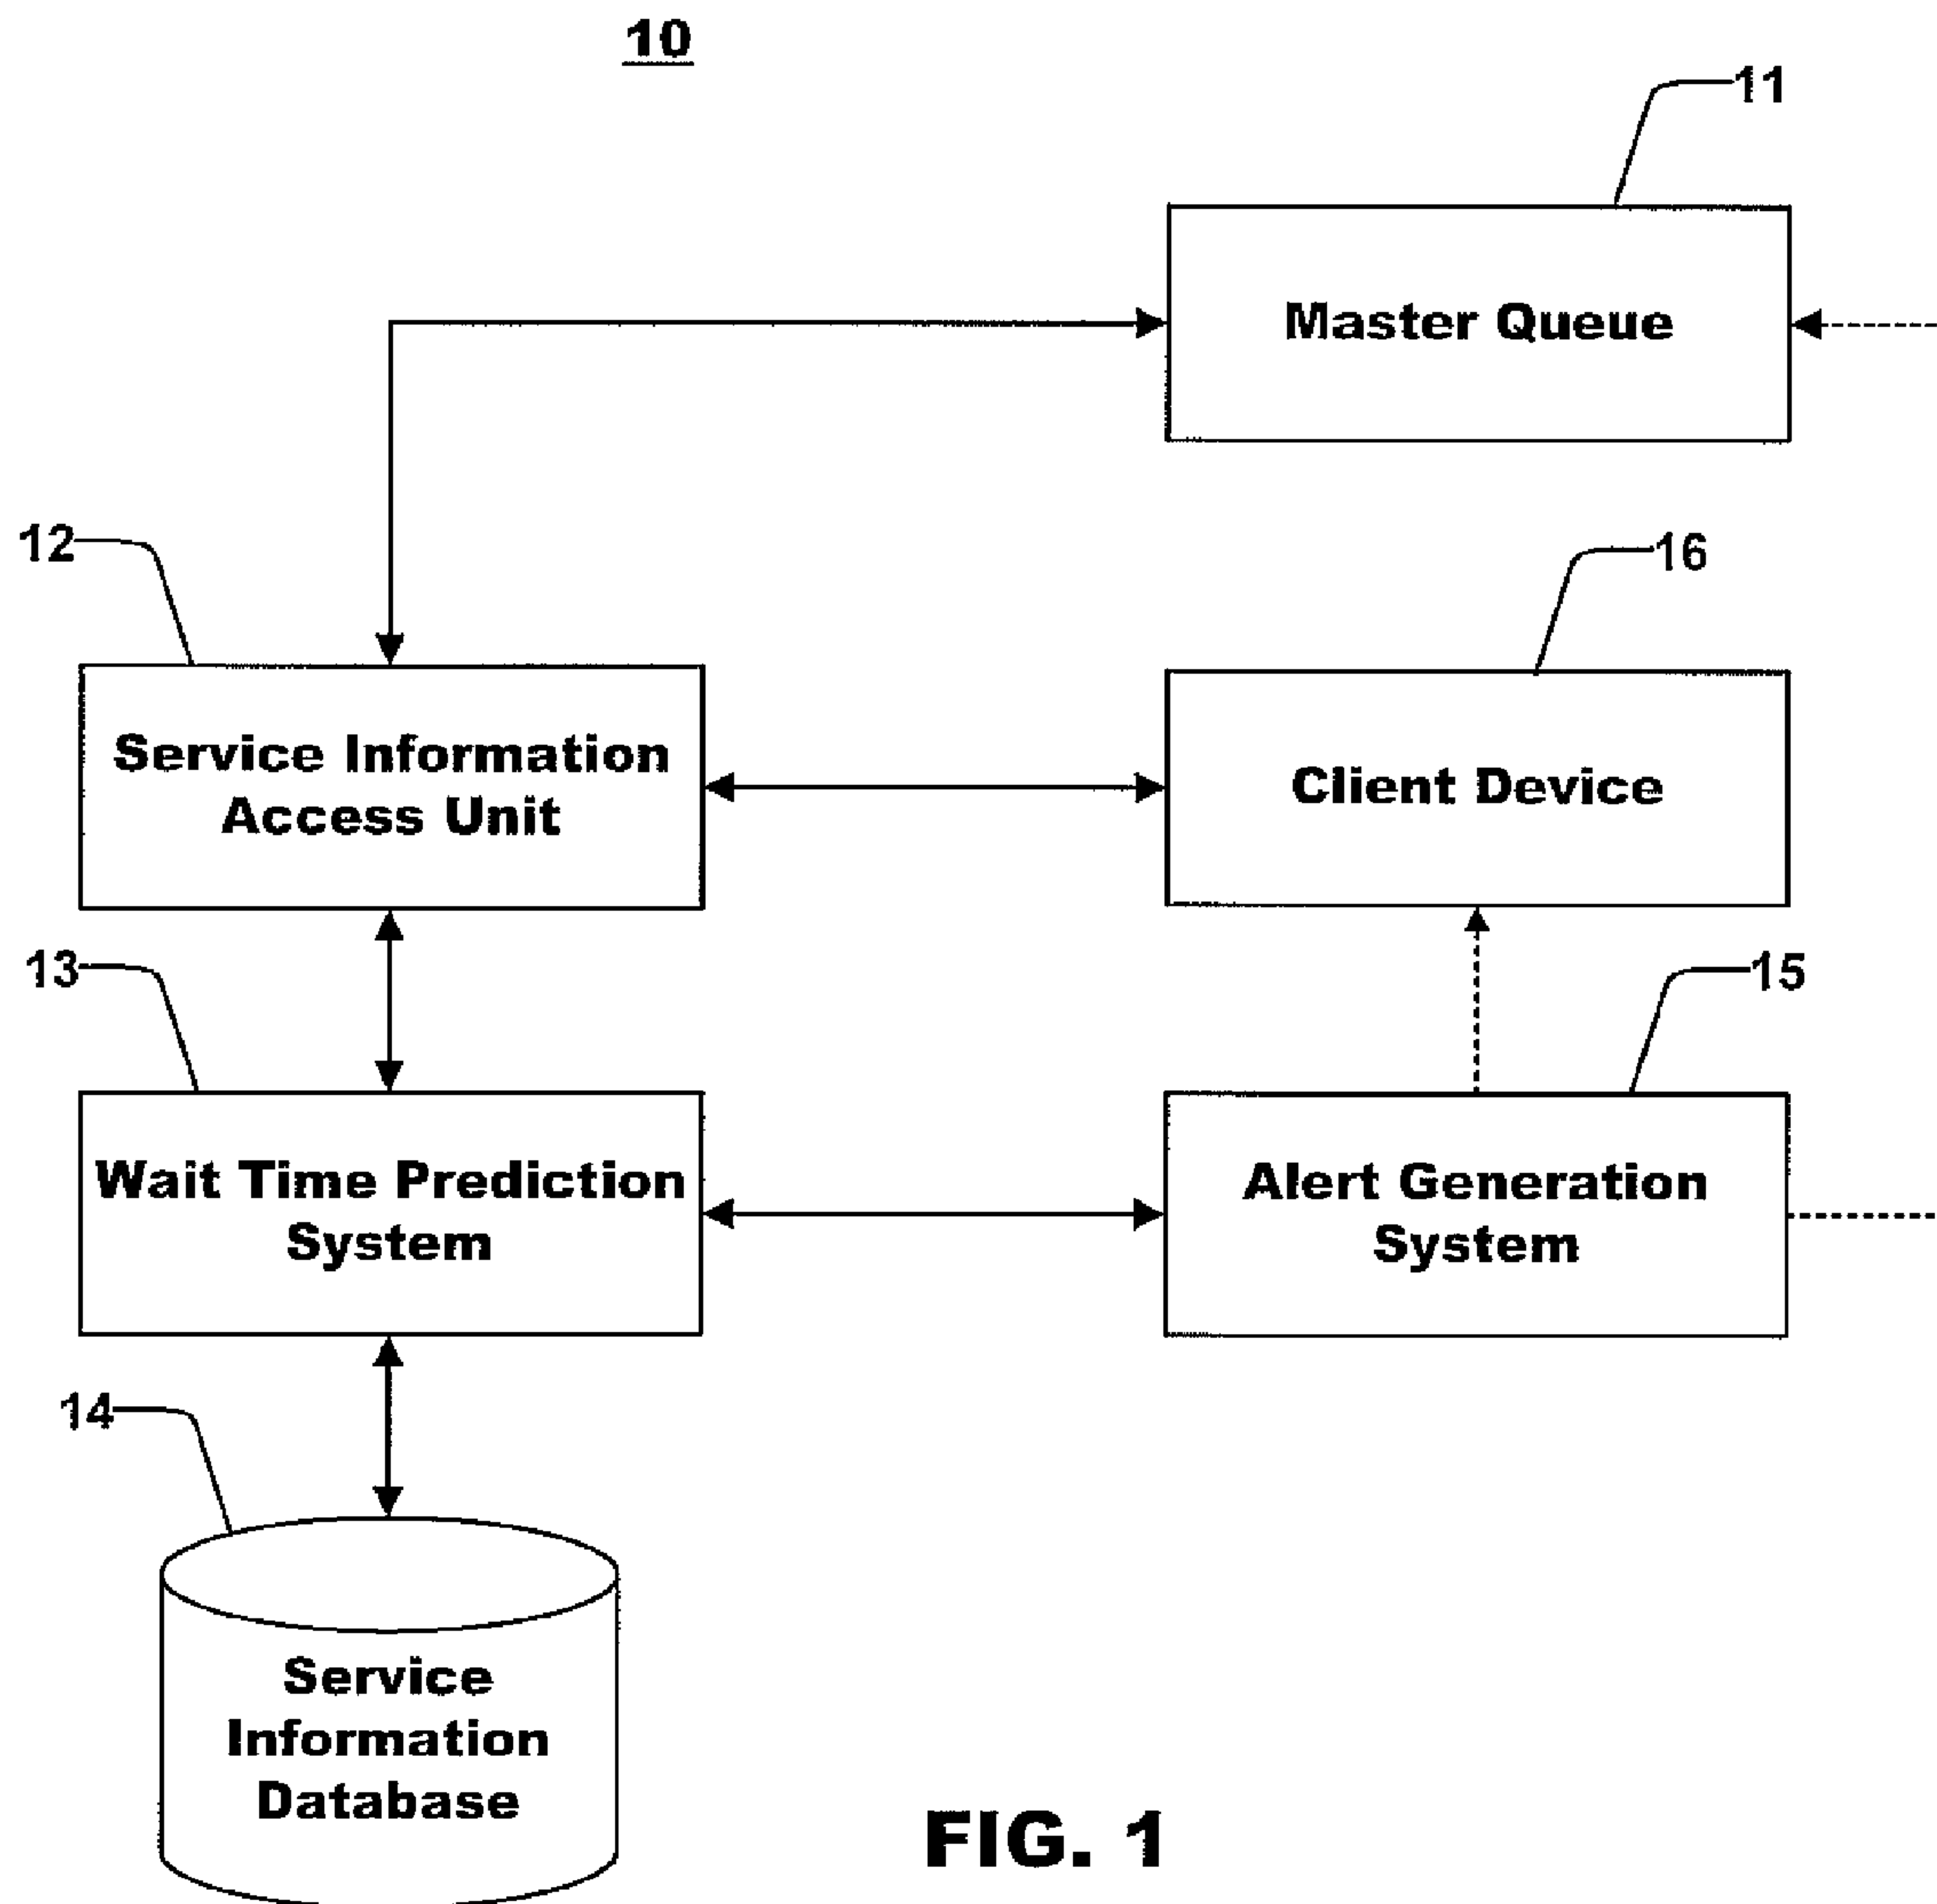 10
11
Master Queue
12
16
Service Information
Access Unit
Client Device
13
15
Wait Time Prediction
System
Alert Generation
System
14
Service
Information
Database
FIG. 1